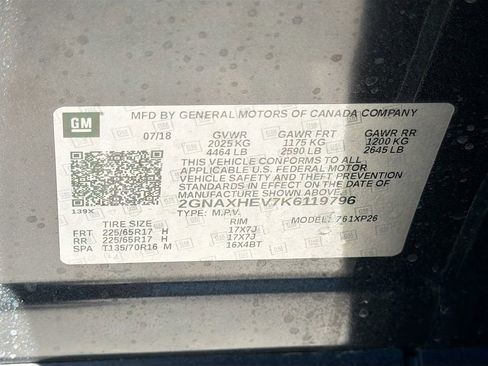 MFD BY GENERAL MOTORS OF CANADA COMPANY
GM
07/18 GVWR GAWR FRT GAWR RR
2025 KG 1175 KG 1200 KG
4464 LB 2590 LB 2645 LB
THIS VEHICLE CONFORMS TO ALL
APPLICABLE U.S. FEDERAL MOTOR
VEHICLE SAFETY AND THEFT PREVENTION
STANDARDS IN EFFECT ON THE DATE OF
MANUFACTURE SHOWN ABOVE.
2GNAXHEV7K6119796
139X
TYPE: M.P.V. MODEL: 761XP26
TIRE SIZE RIM
FRT 225/65R17 H 17X7J
RR 225/65R17 H 17X7J
SPA T135/70R16 M 16X4BT